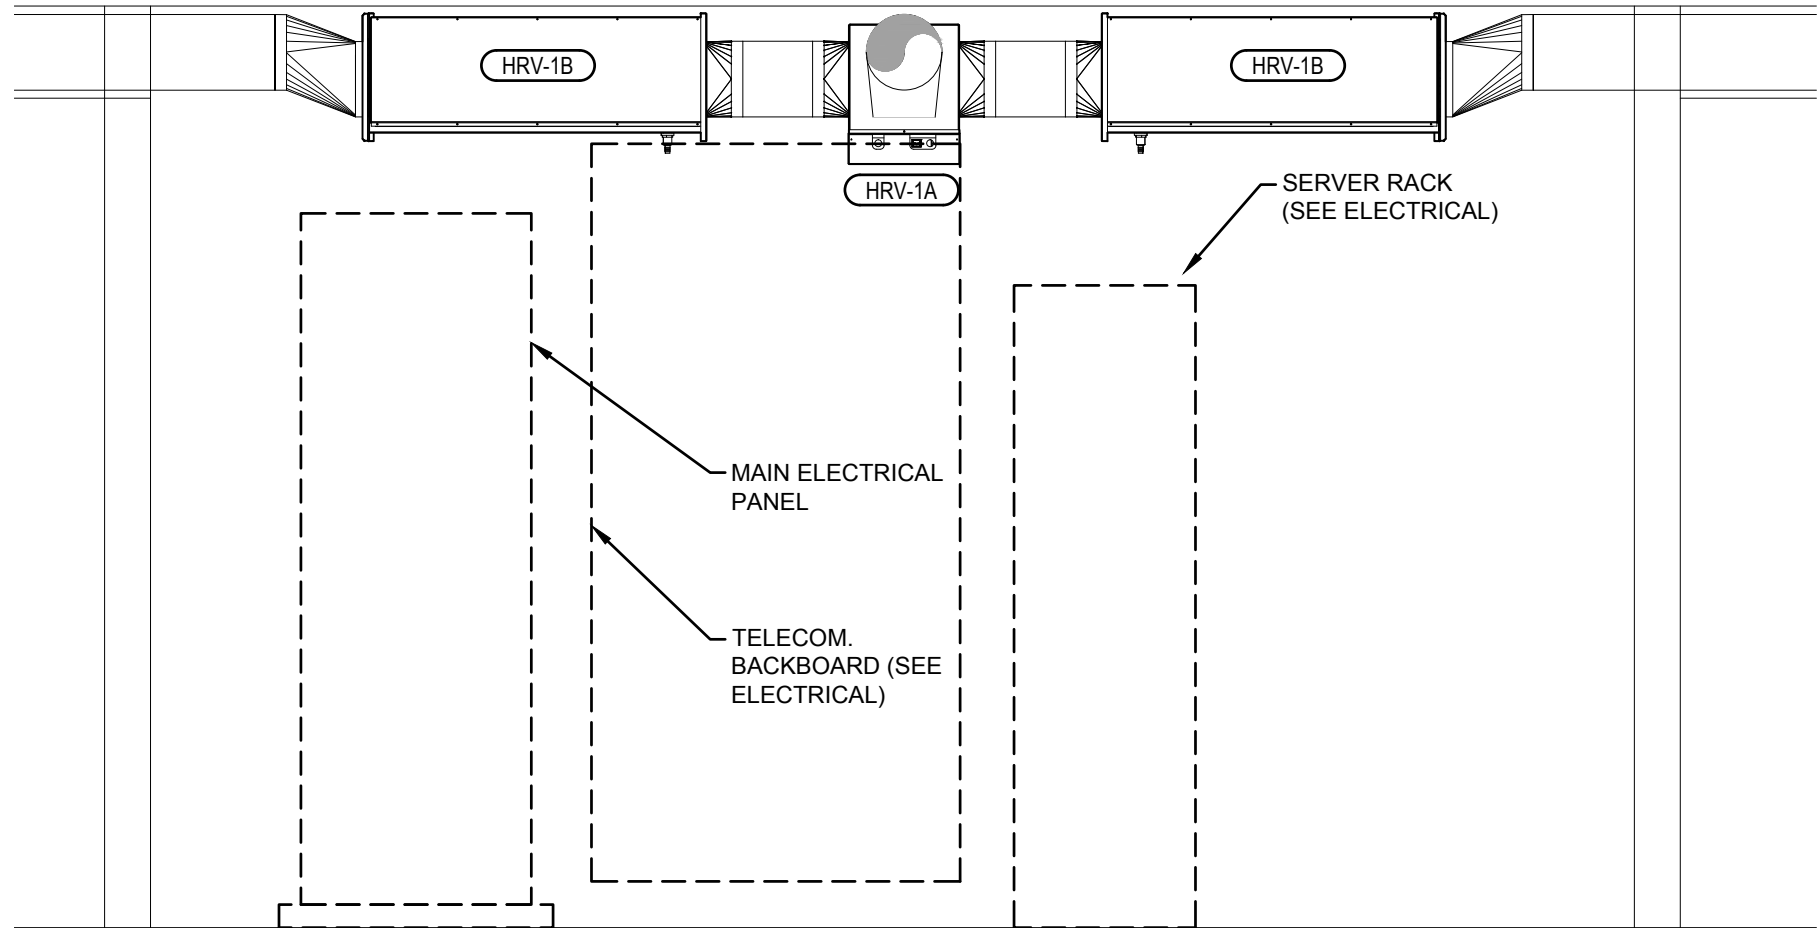 HRV-1B
HRV-1B
HRV-1A
SERVER RACK
(SEE ELECTRICAL)
MAIN ELECTRICAL
PANEL
TELECOM.
BACKBOARD (SEE
ELECTRICAL)